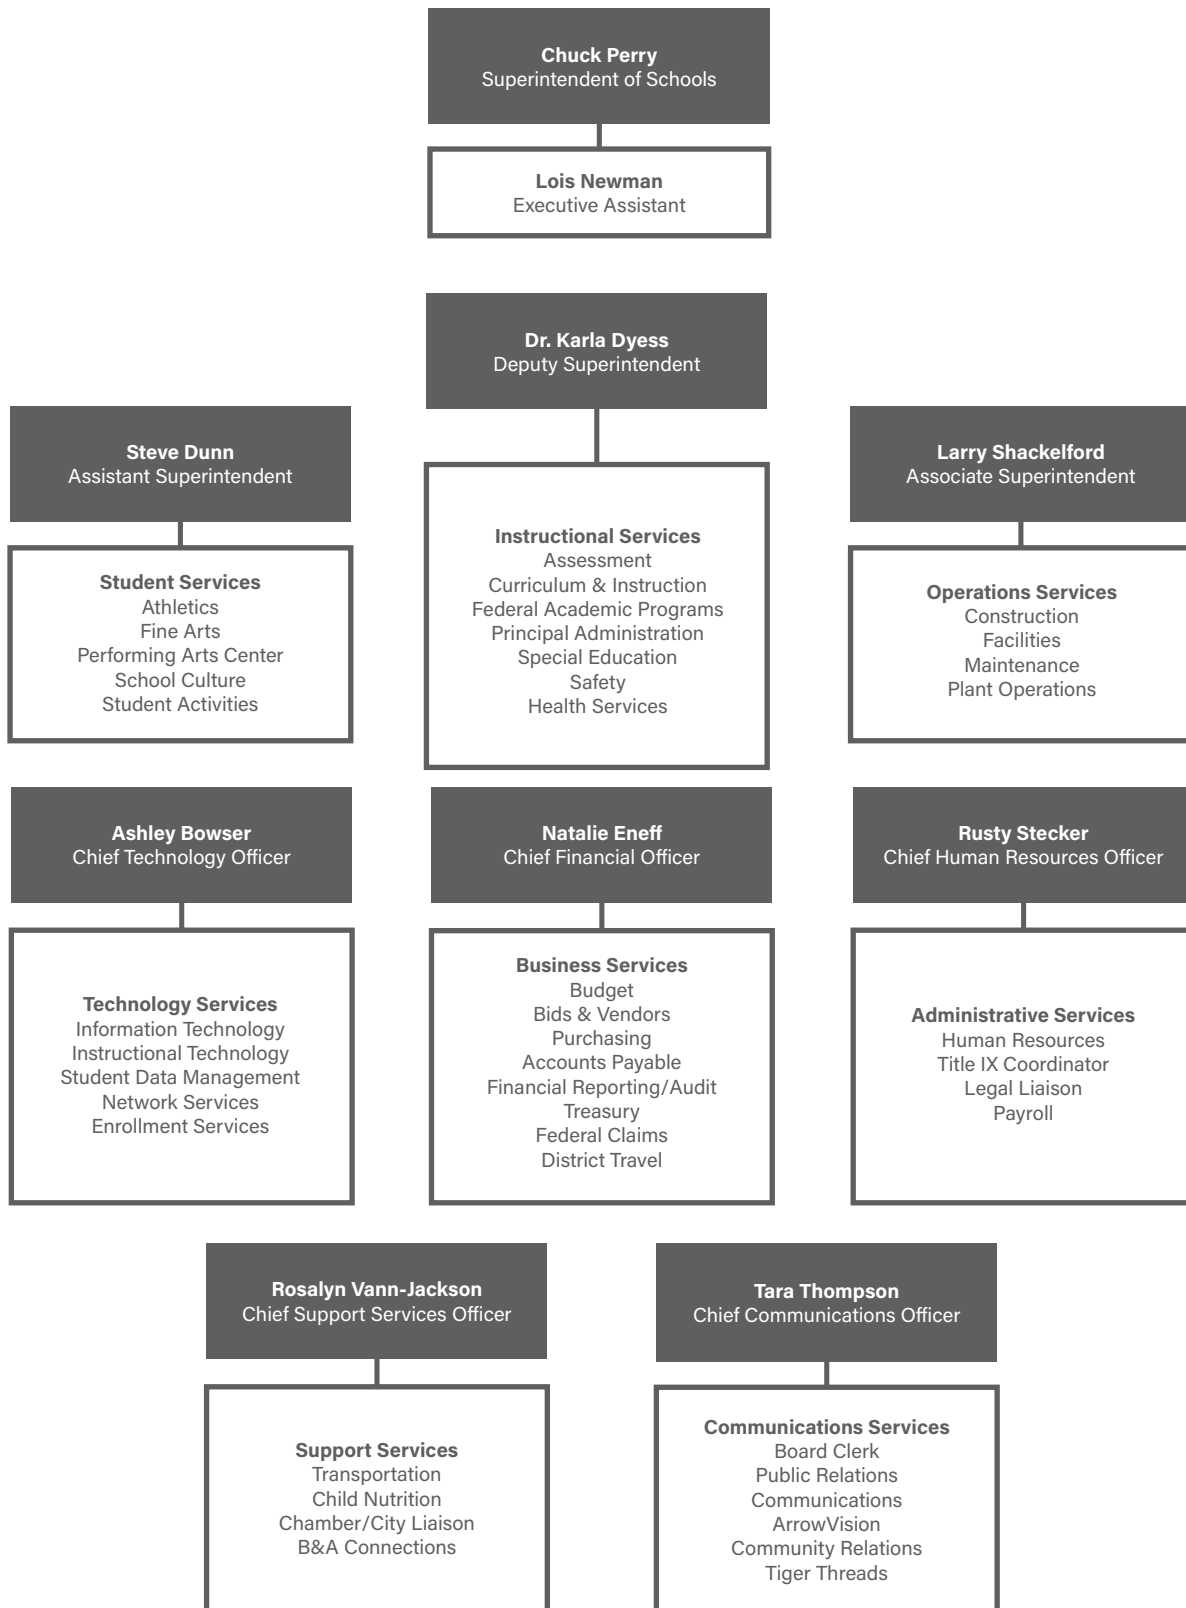 Chuck Perry
Superintendent of Schools
Lois Newman
Executive Assistant
Dr. Karla Dyess
Deputy Superintendent
Steve Dunn
Assistant Superintendent
Larry Shackelford
Associate Superintendent
Student Services
Athletics
Fine Arts
Performing Arts Center
School Culture
Student Activities
Instructional Services
Assessment
Curriculum & Instruction
Federal Academic Programs
Principal Administration
Special Education
Safety
Health Services
Operations Services
Construction
Facilities
Maintenance
Plant Operations
Ashley Bowser
Chief Technology Officer
Natalie Eneff
Chief Financial Officer
Rusty Stecker
Chief Human Resources Officer
Technology Services
Information Technology
Instructional Technology
Student Data Management
Network Services
Enrollment Services
Business Services
Budget
Bids & Vendors
Purchasing
Accounts Payable
Financial Reporting/Audit
Treasury
Federal Claims
District Travel
Administrative Services
Human Resources
Title IX Coordinator
Legal Liaison
Payroll
Rosalyn Vann-Jackson
Chief Support Services Officer
Tara Thompson
Chief Communications Officer
Support Services
Transportation
Child Nutrition
Chamber/City Liaison
B&A Connections
Communications Services
Board Clerk
Public Relations
Communications
ArrowVision
Community Relations
Tiger Threads